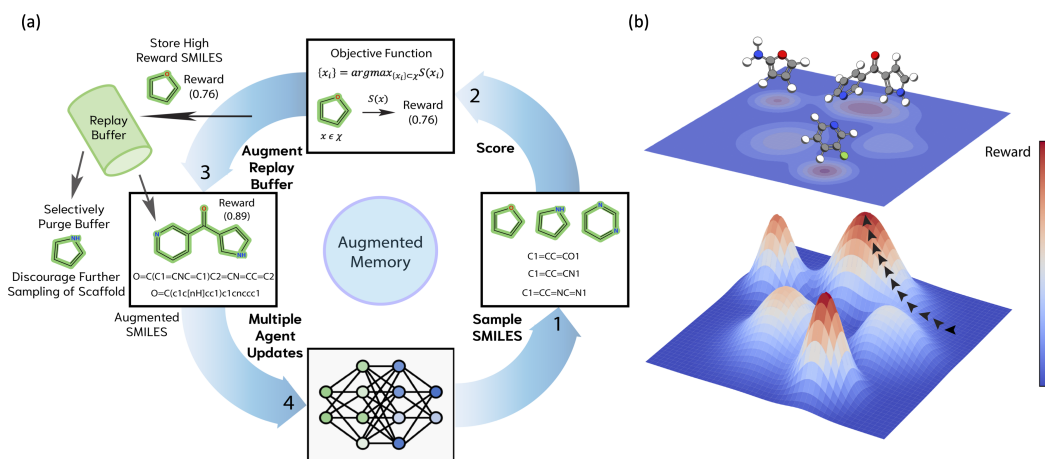 (a)
Store High
Reward SMILES
Reward
(0.76)
Replay
Buffer
Selectively
Purge Buffer
NH
Discourage Further
Sampling of Scaffold
Objective Function
{x_i} = argmax_{x_i}⊂χ S(x_i)
O
S(x)
Reward
(0.76)
x ∈ χ
2
Score
3
Augment
Replay
Buffer
Reward
(0.89)
O
N
NH
O=C(C1=CNC=C1)C2=CN=CC=C2
O=C(c1c[nH]cc1)c1cnccc1
Augmented
SMILES
Augmented
Memory
O
NH
N
N
C1=CC=CO1
C1=CC=CN1
C1=CC=NC=N1
Multiple
Agent
Updates
4
Sample
SMILES
1
(b)
Reward